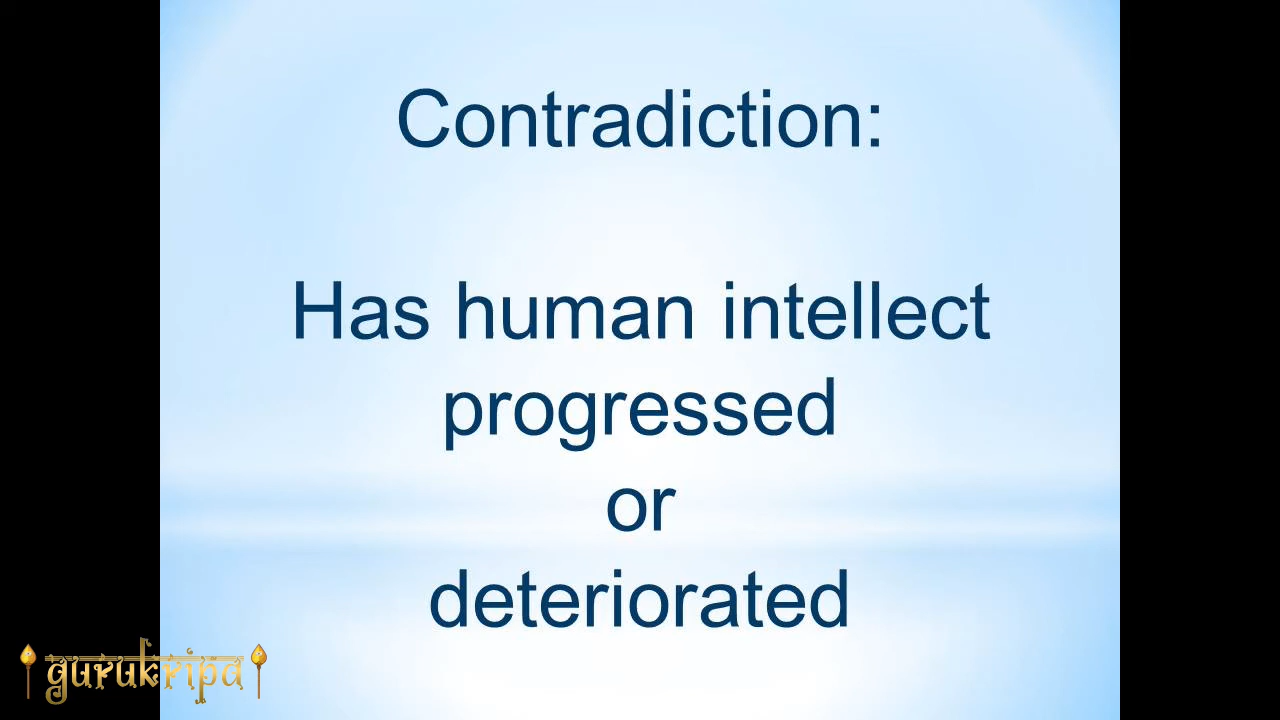 Contradiction:
Has human intellect
progressed
or
deteriorated
gurukripa